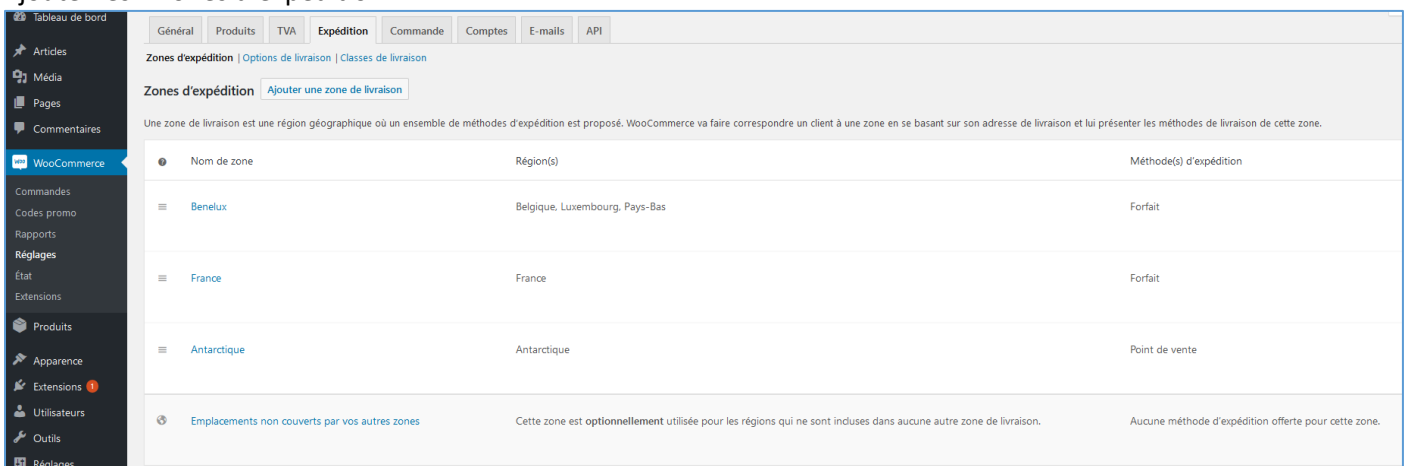 Tableau de bord
Articles
Média
Pages
Commentaires
WooCommerce
Commandes
Codes promo
Rapports
Réglages
État
Extensions
Produits
Apparence
Extensions 1
Utilisateurs
Outils
Réglages
Général Produits TVA Expédition Commande Comptes E-mails API
Zones d'expédition | Options de livraison | Classes de livraison
Zones d'expédition Ajouter une zone de livraison
Une zone de livraison est une région géographique où un ensemble de méthodes d'expédition est proposé. WooCommerce va faire correspondre un client à une zone en se basant sur son adresse de livraison et lui présenter les méthodes de livraison de cette zone.
Nom de zone Région(s) Méthode(s) d'expédition
Benelux Belgique, Luxembourg, Pays-Bas Forfait
France France Forfait
Antarctique Antarctique Point de vente
Emplacements non couverts par vos autres zones Cette zone est optionnellement utilisée pour les régions qui ne sont incluses dans aucune autre zone de livraison. Aucune méthode d'expédition offerte pour cette zone.